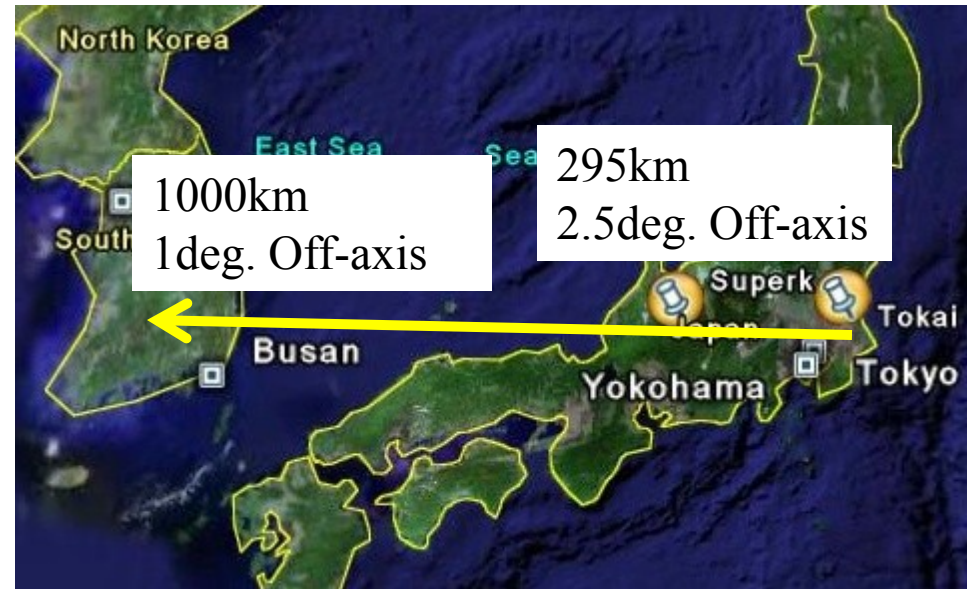 North Korea
East Sea
Sea
295km
2.5deg. Off-axis
1000km
1deg. Off-axis
South
Superk
Tokai
Japan
Busan
Yokohama
Tokyo